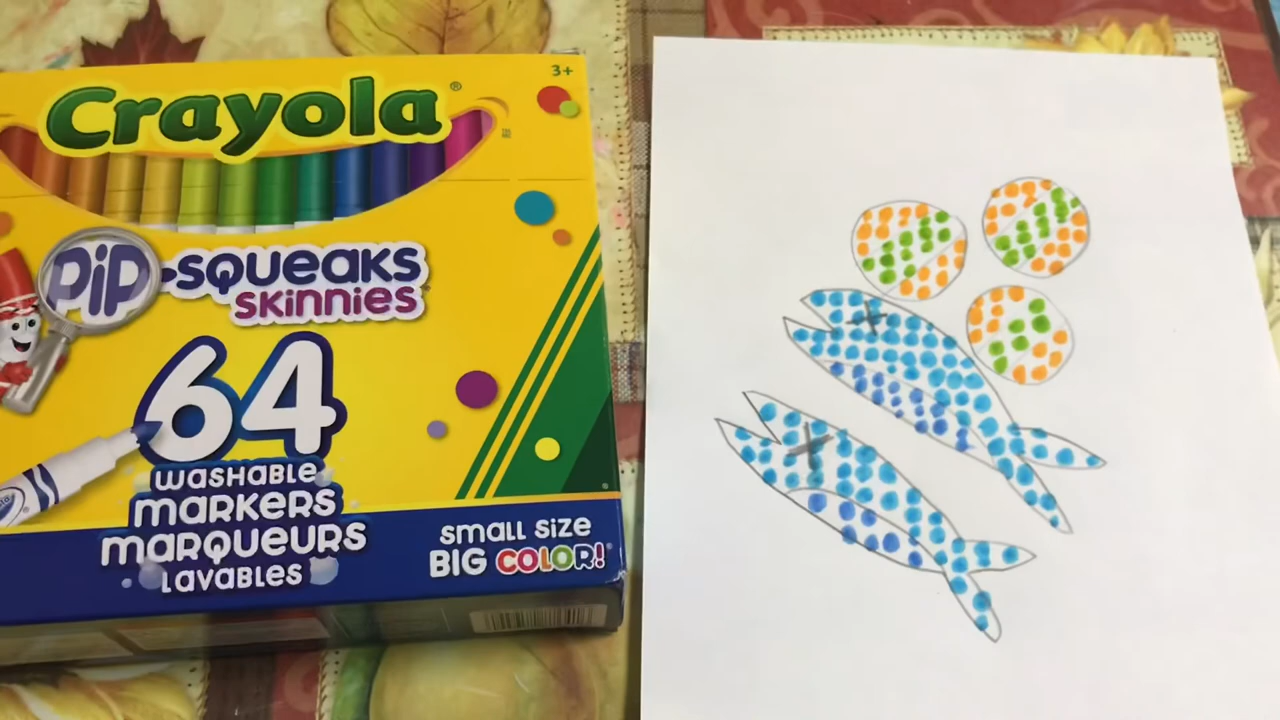 3+
Crayola®
PiP-SQUeaKS
SKiNNieS
64
WaSHaBLe
MaRKeRS
MaRQUeURS
LaVaBLeS
SMaLL SiZe
BiG COLOR!